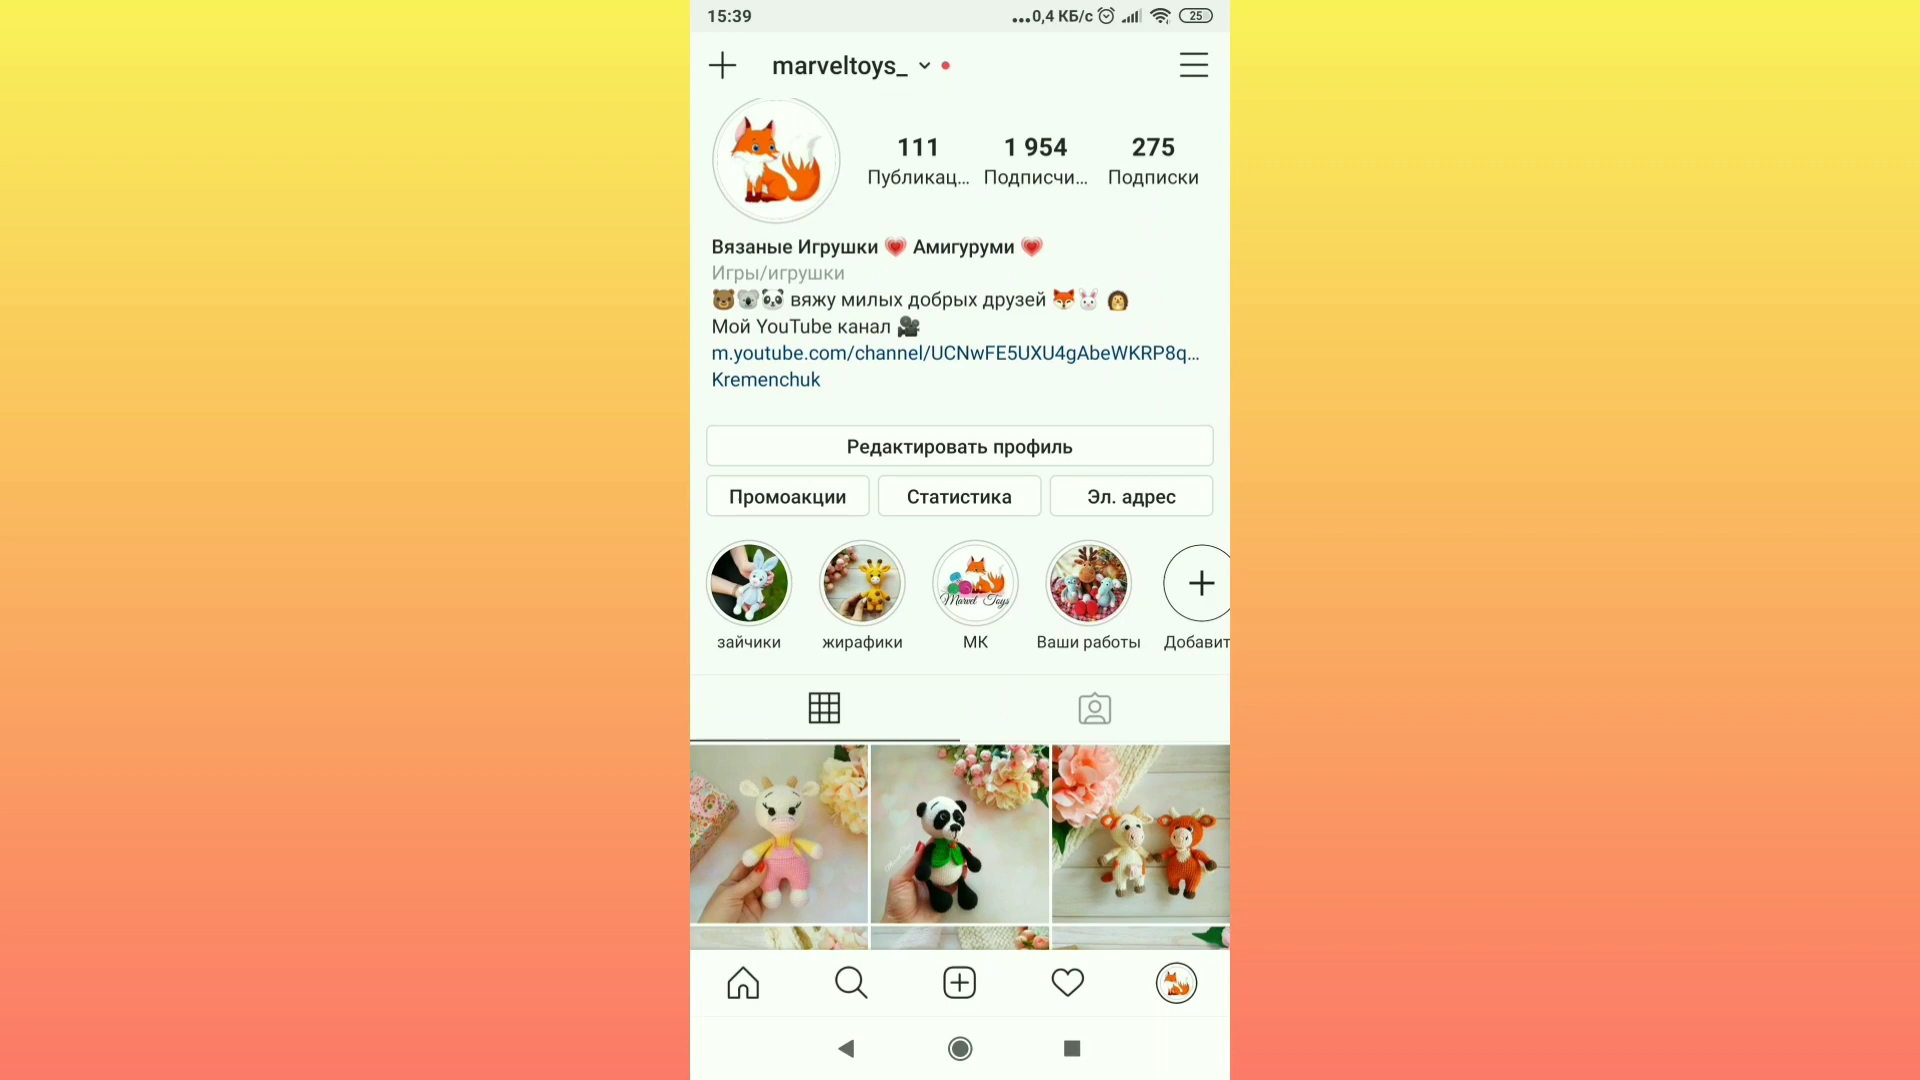 15:39
...0,4 КБ/с
25
marveltoys_
111
1 954
275
Публикац...
Подписчи...
Подписки
Вязаные Игрушки 💗 Амигуруми 💗
Игры/игрушки
🐻🐨🐼 вяжу милых добрых друзей 🦊🐰 🦔
Мой YouTube канал 🎥
m.youtube.com/channel/UCNwFE5UXU4gAbeWKRP8q...
Kremenchuk
Редактировать профиль
Промоакции
Статистика
Эл. адрес
Marvel Toys
зайчики
жирафики
МК
Ваши работы
Добавит